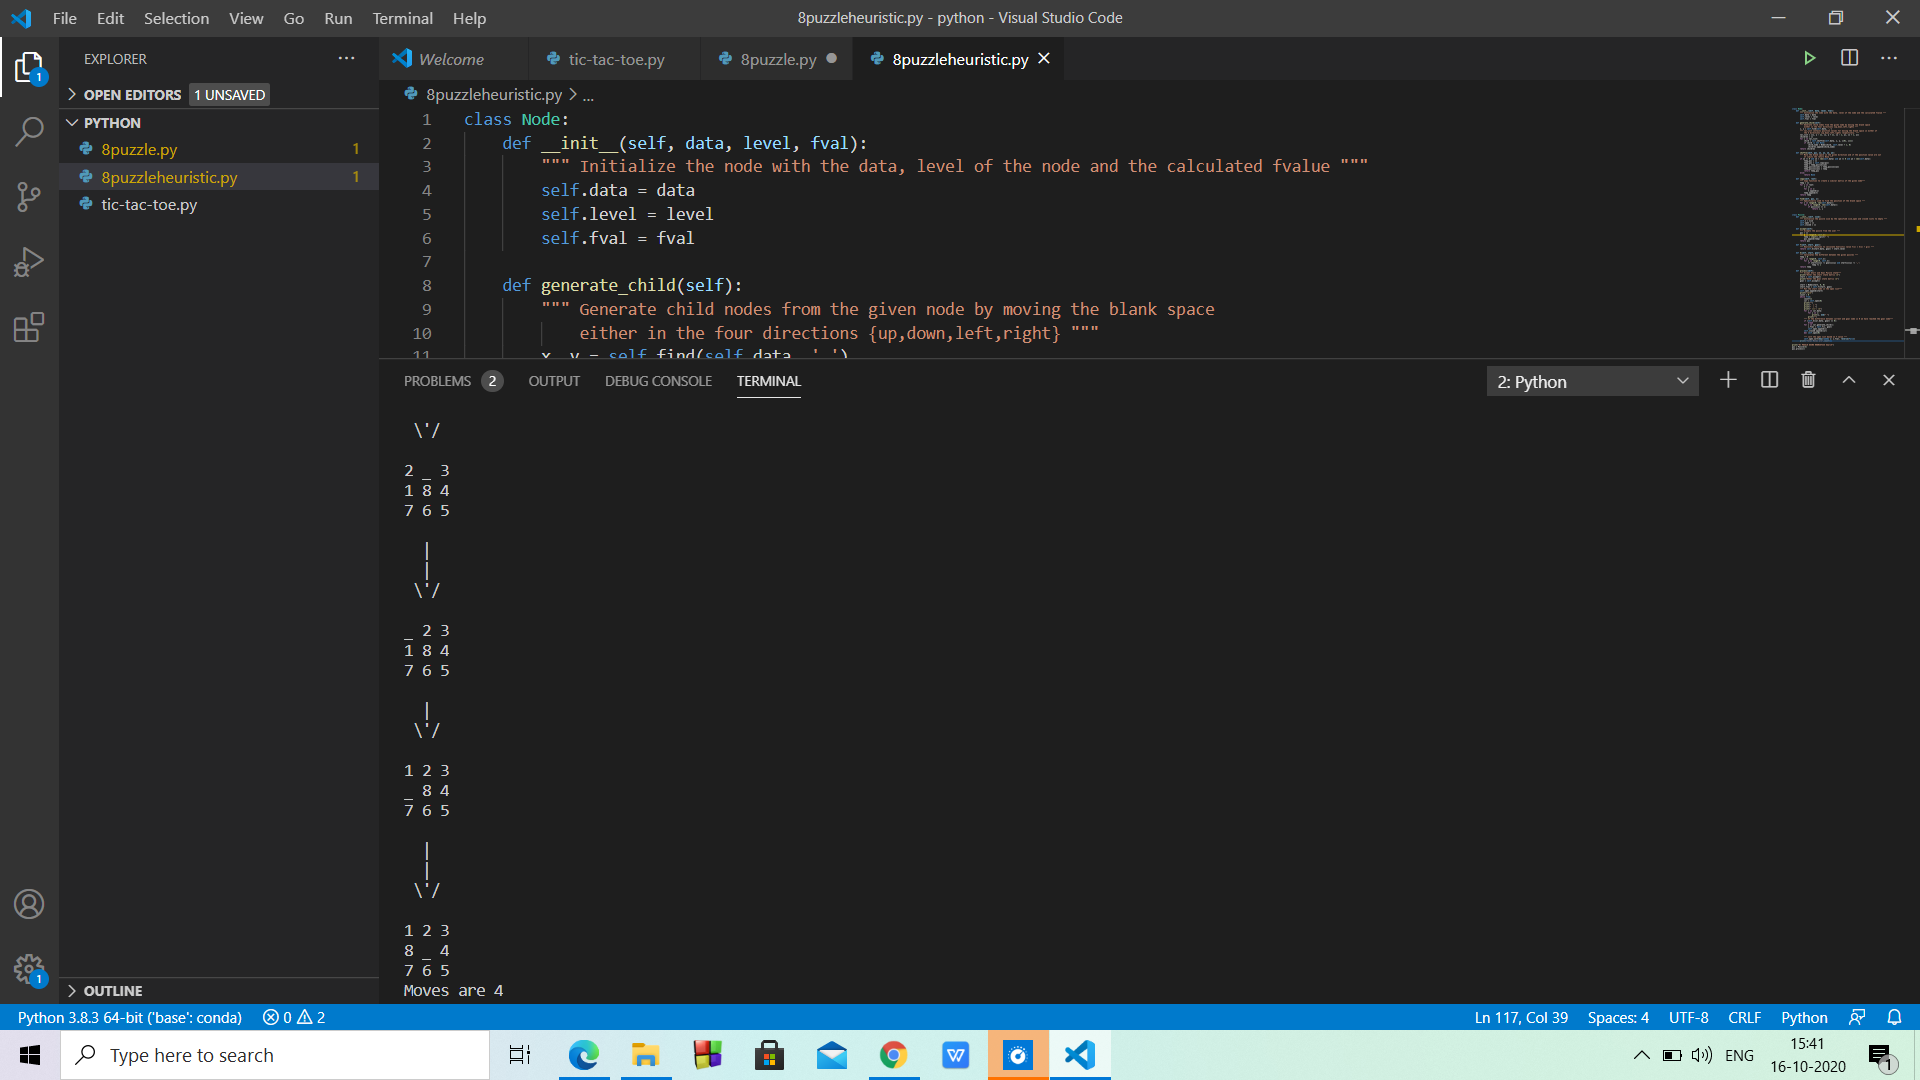 File Edit Selection View Go Run Terminal Help
8puzzleheuristic.py - python - Visual Studio Code
EXPLORER
OPEN EDITORS 1 UNSAVED
PYTHON
8puzzle.py 1
8puzzleheuristic.py 1
tic-tac-toe.py
OUTLINE
1
1
Welcome tic-tac-toe.py 8puzzle.py 8puzzleheuristic.py
8puzzleheuristic.py > ...
1 class Node:
2 def __init__(self, data, level, fval):
3 """ Initialize the node with the data, level of the node and the calculated fvalue """
4 self.data = data
5 self.level = level
6 self.fval = fval
7
8 def generate_child(self):
9 """ Generate child nodes from the given node by moving the blank space
10 either in the four directions {up,down,left,right} """
11 x, y = self.find(self.data, '_')
PROBLEMS 2 OUTPUT DEBUG CONSOLE TERMINAL
2: Python
\'/
2 _ 3
1 8 4
7 6 5
|
|
\'/
_ 2 3
1 8 4
7 6 5
|
\'/
1 2 3
_ 8 4
7 6 5
|
|
\'/
1 2 3
8 _ 4
7 6 5
Moves are 4
Python 3.8.3 64-bit ('base': conda) 0 2
Ln 117, Col 39 Spaces: 4 UTF-8 CRLF Python
Type here to search
W
ENG
15:41
16-10-2020
1